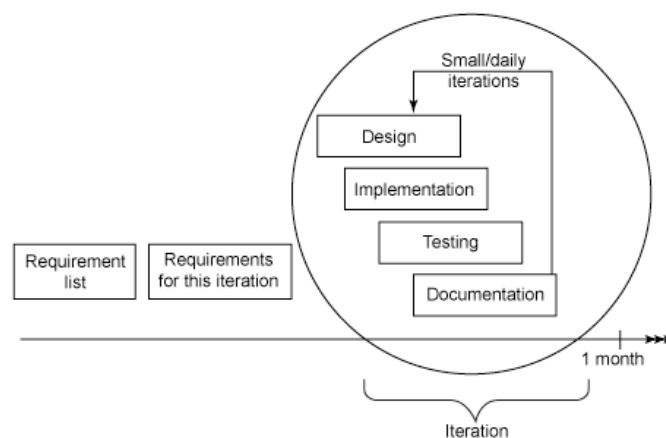 Small/daily
iterations
Design
Implementation
Testing
Documentation
Requirement
list
Requirements
for this iteration
1 month
Iteration